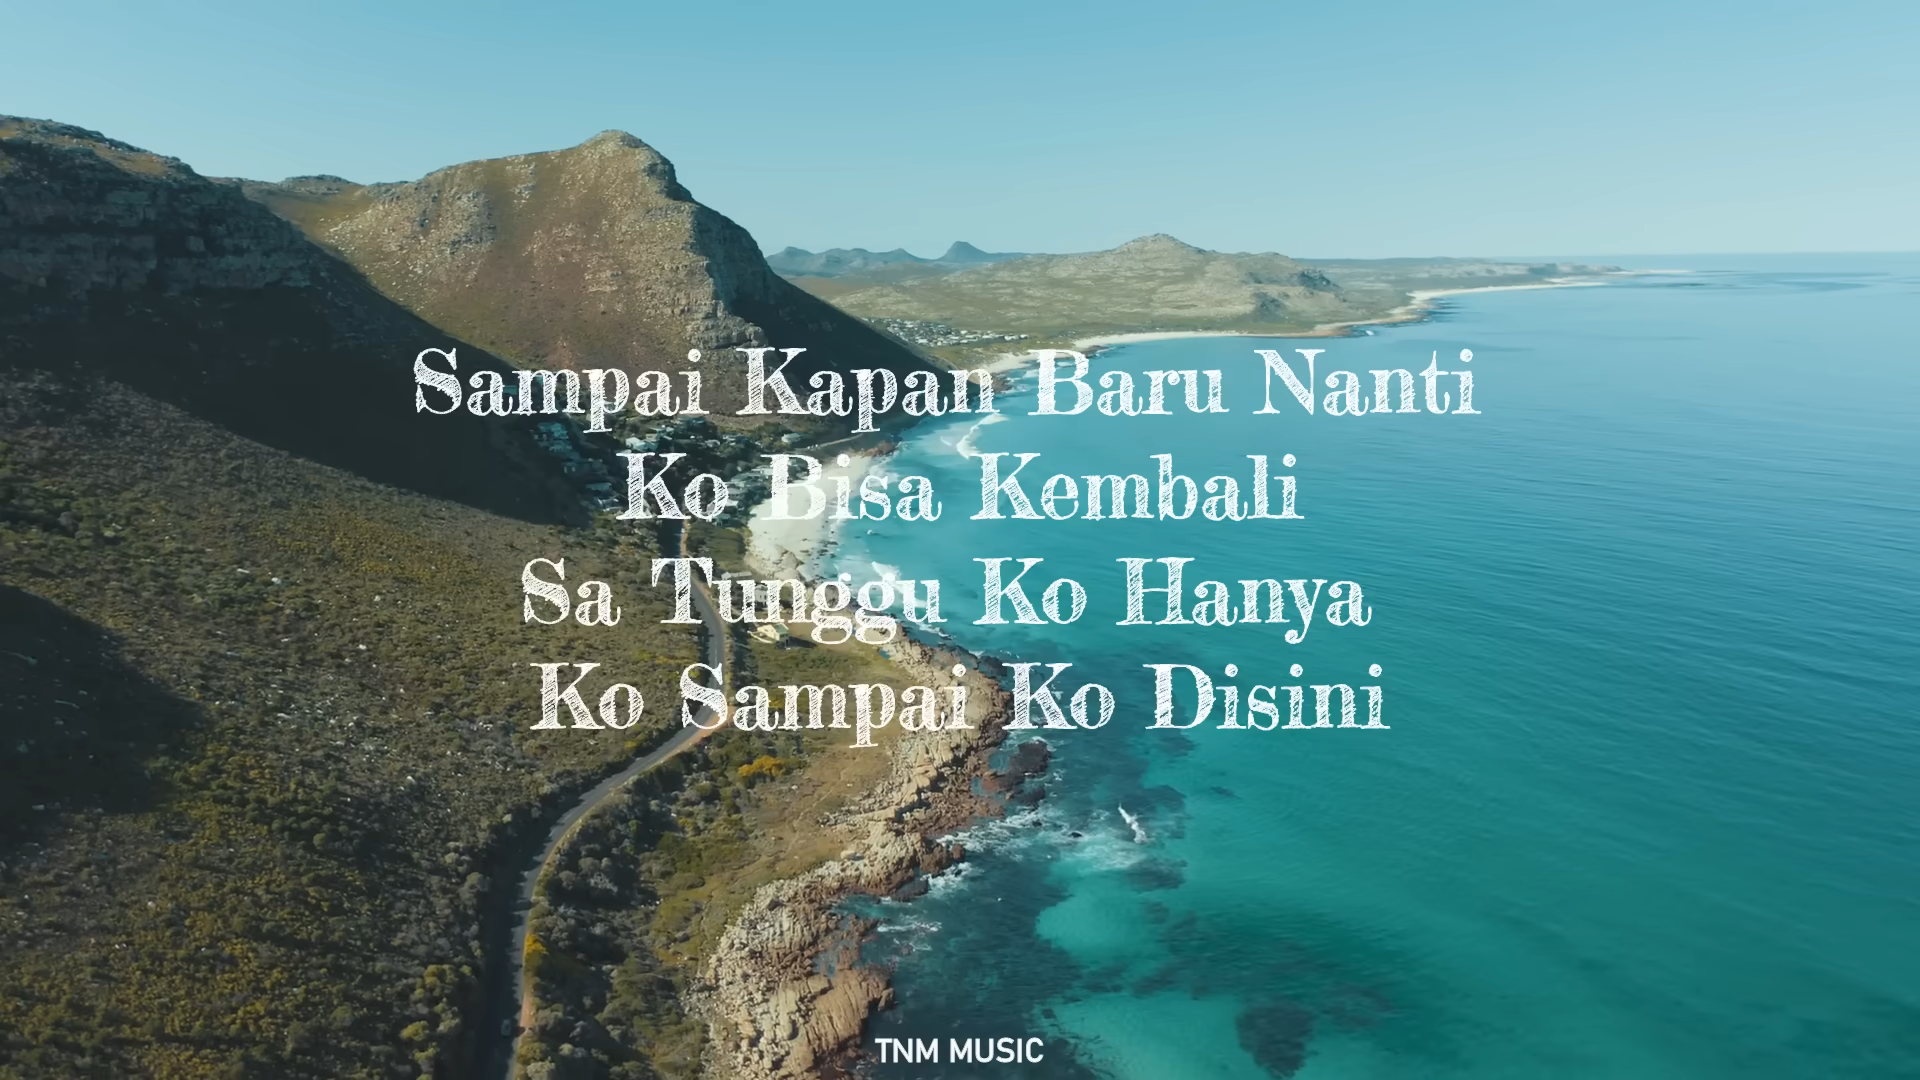 Sampai Kapan Baru Nanti
Ko Bisa Kembali
Sa Tunggu Ko Hanya
Ko Sampai Ko Disini
TNM MUSIC